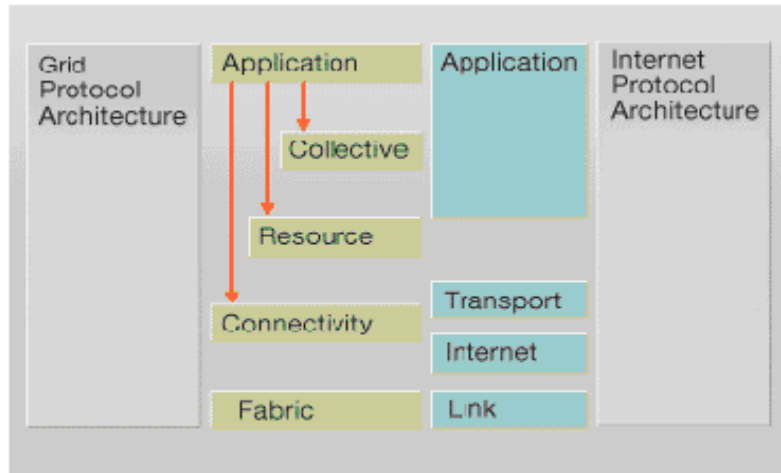 Grid
Protocol
Architecture
Application
Collective
Resource
Connectivity
Fabric
Application
Transport
Internet
Link
Internet
Protocol
Architecture